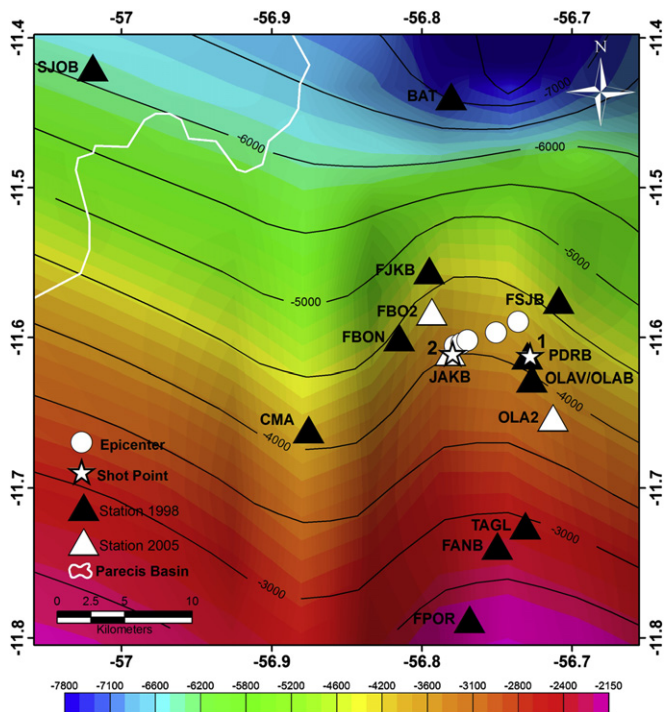 -57 -56.9 -56.8 -56.7
-11.4 -11.4
SJOB
BAT
N
-7000
-6000
-6000
-11.5 -11.5
-5000
FJKB
-5000
FSJB
FBO2
FBON
-11.6 -11.6
2
1
PDRB
JAKB
OLAV/OLAB
-4000
CMA
OLA2
-4000
Epicenter
Shot Point
-11.7 -11.7
Station 1998
TAGL
-3000
Station 2005
FANB
Parecis Basin
-3000
0 2.5 5 10
FPOR
Kilometers
-11.8 -11.8
-57 -56.9 -56.8 -56.7
-7800 -7100 -6600 -6200 -5800 -5400 -5000 -4600 -4200 -3800 -3400 -2800 -2400 -2150